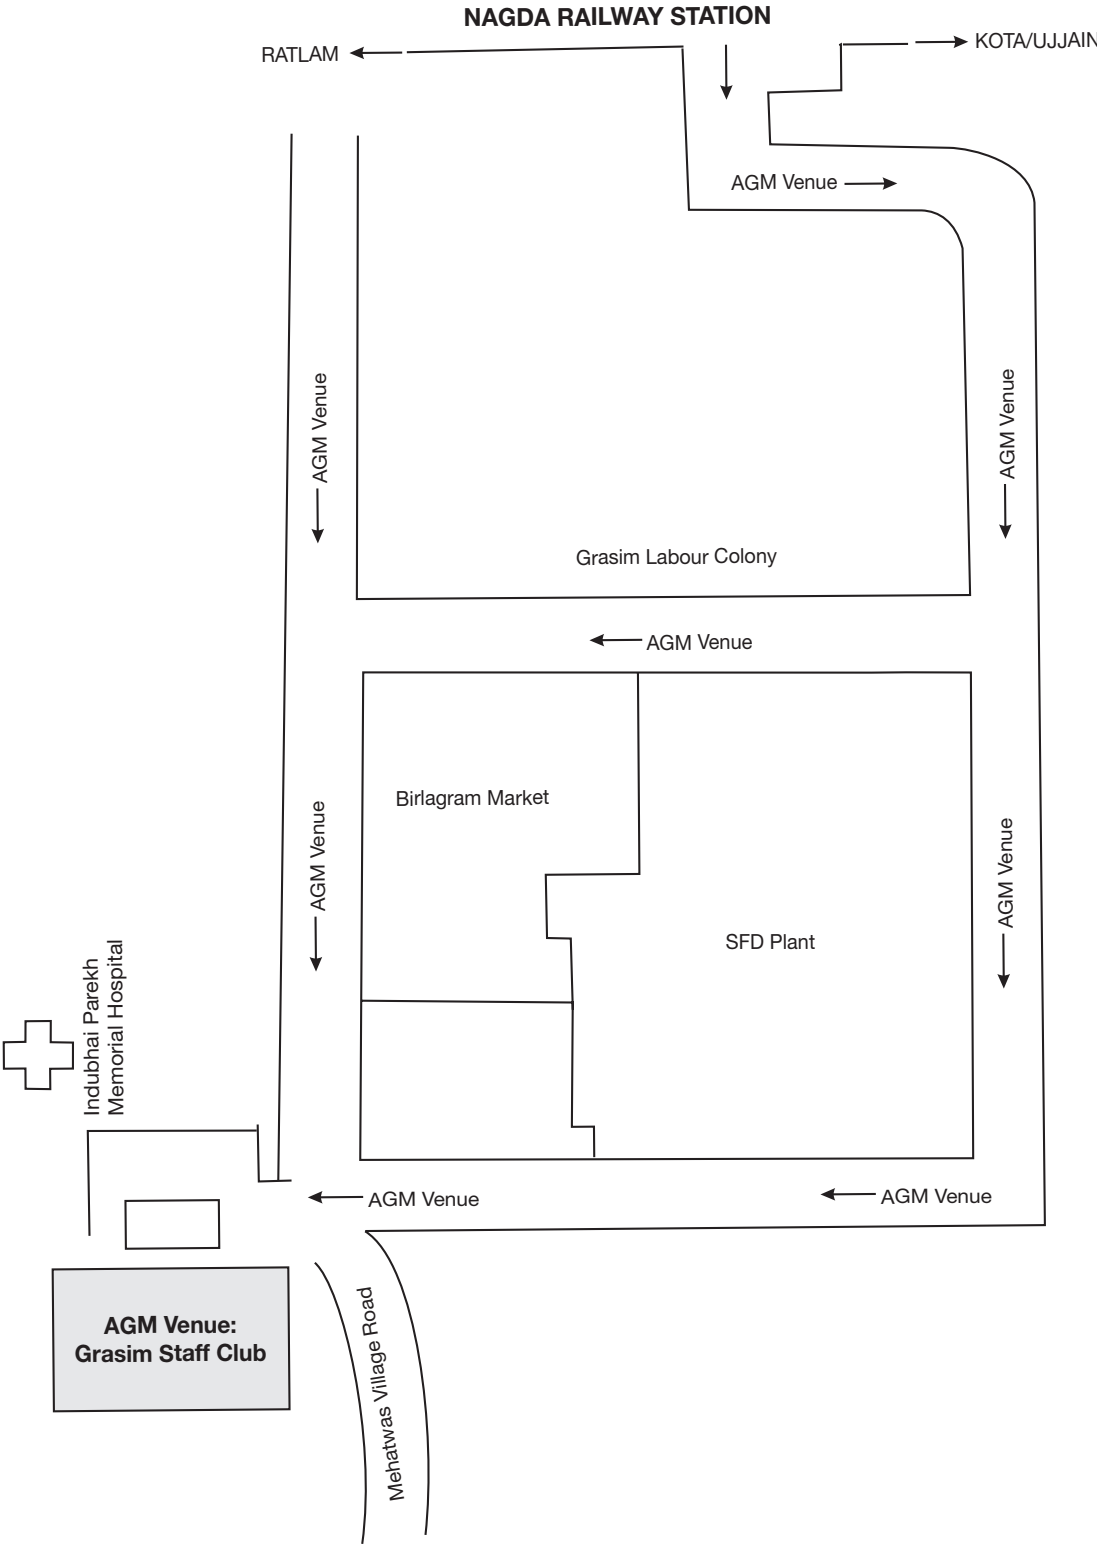 NAGDA RAILWAY STATION
RATLAM
KOTA/UJJAIN
AGM Venue
AGM Venue
AGM Venue
Grasim Labour Colony
AGM Venue
Birlagram Market
AGM Venue
AGM Venue
SFD Plant
Indubhai Parekh
Memorial Hospital
AGM Venue
AGM Venue
AGM Venue:
Grasim Staff Club
Mehatwas Village Road